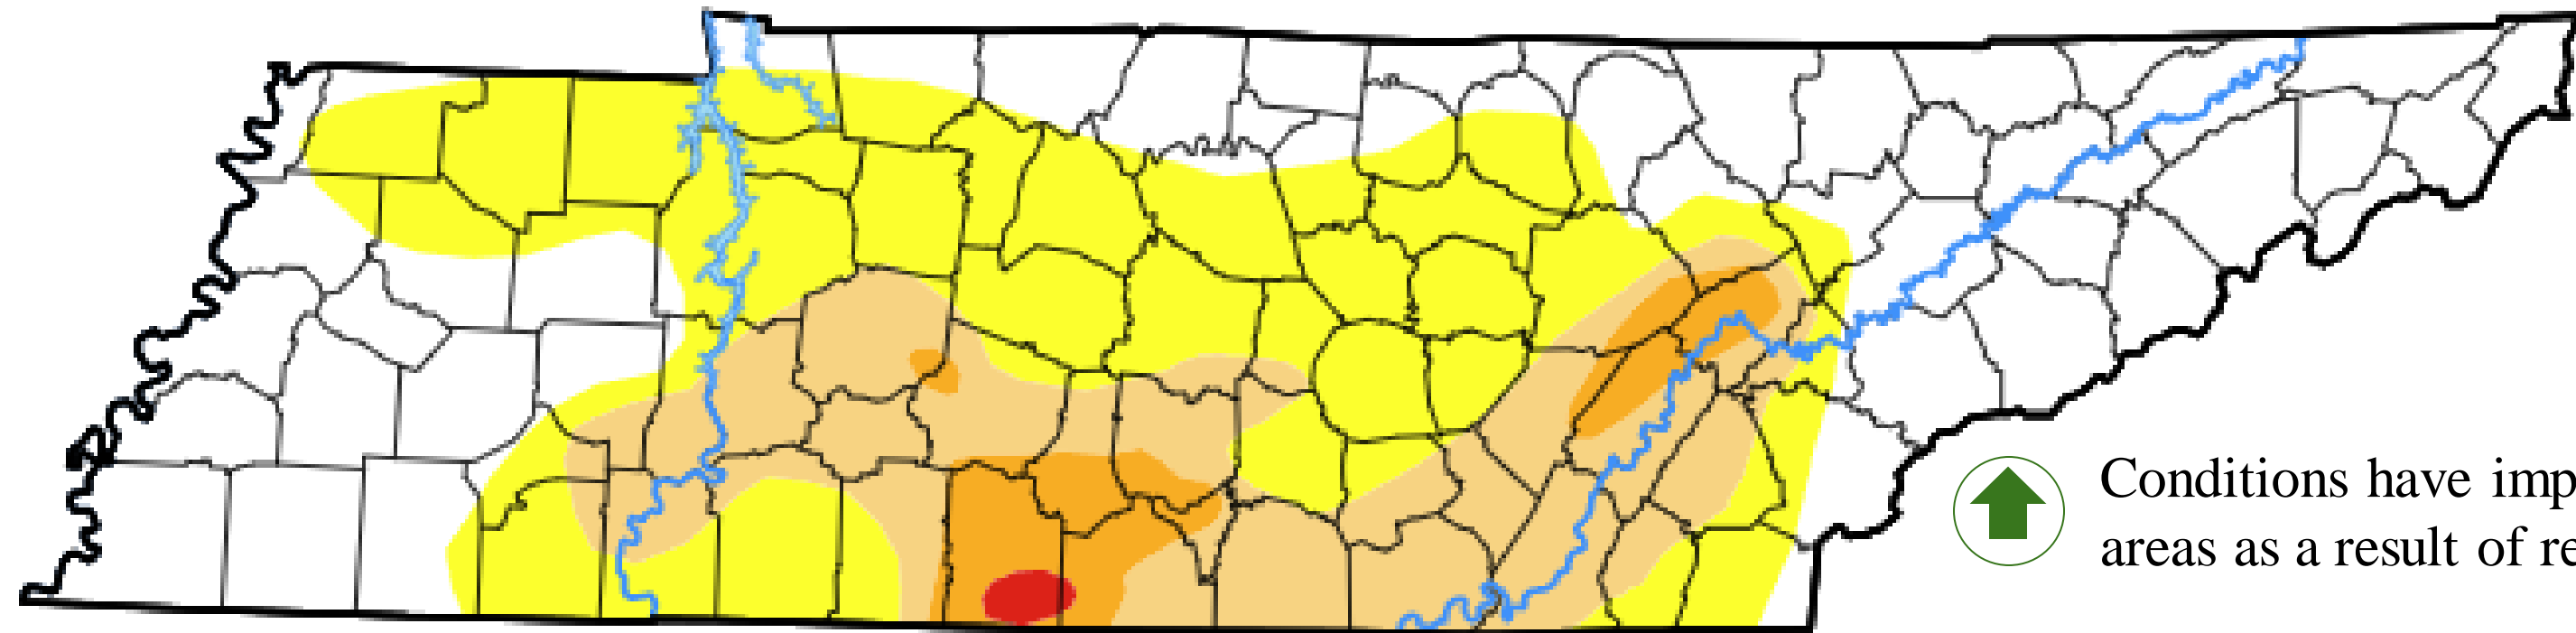 Conditions have imp
areas as a result of re